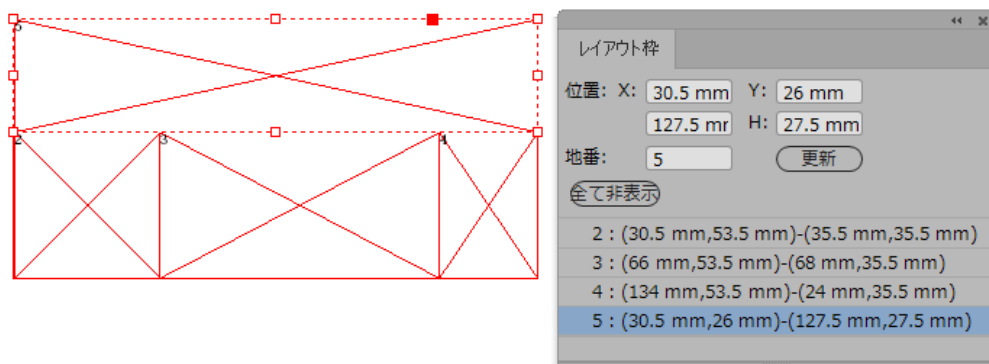 5
2
3
4
レイアウト枠
位置: X: 30.5 mm Y: 26 mm
127.5 mr H: 27.5 mm
地番: 5 更新
全て非表示
2 : (30.5 mm,53.5 mm)-(35.5 mm,35.5 mm)
3 : (66 mm,53.5 mm)-(68 mm,35.5 mm)
4 : (134 mm,53.5 mm)-(24 mm,35.5 mm)
5 : (30.5 mm,26 mm)-(127.5 mm,27.5 mm)